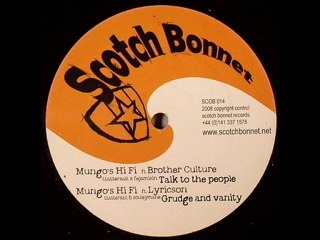 Scotch Bonnet
SCOB 014
2008 copyright control
scotch bonnet records
+44 (0)141 337 1578
www.scotchbonnet.net
Mungo's Hi Fi ft. Brother Culture
Talk to the people
Mungo's Hi Fi ft. Lyricson
Grudge and vanity